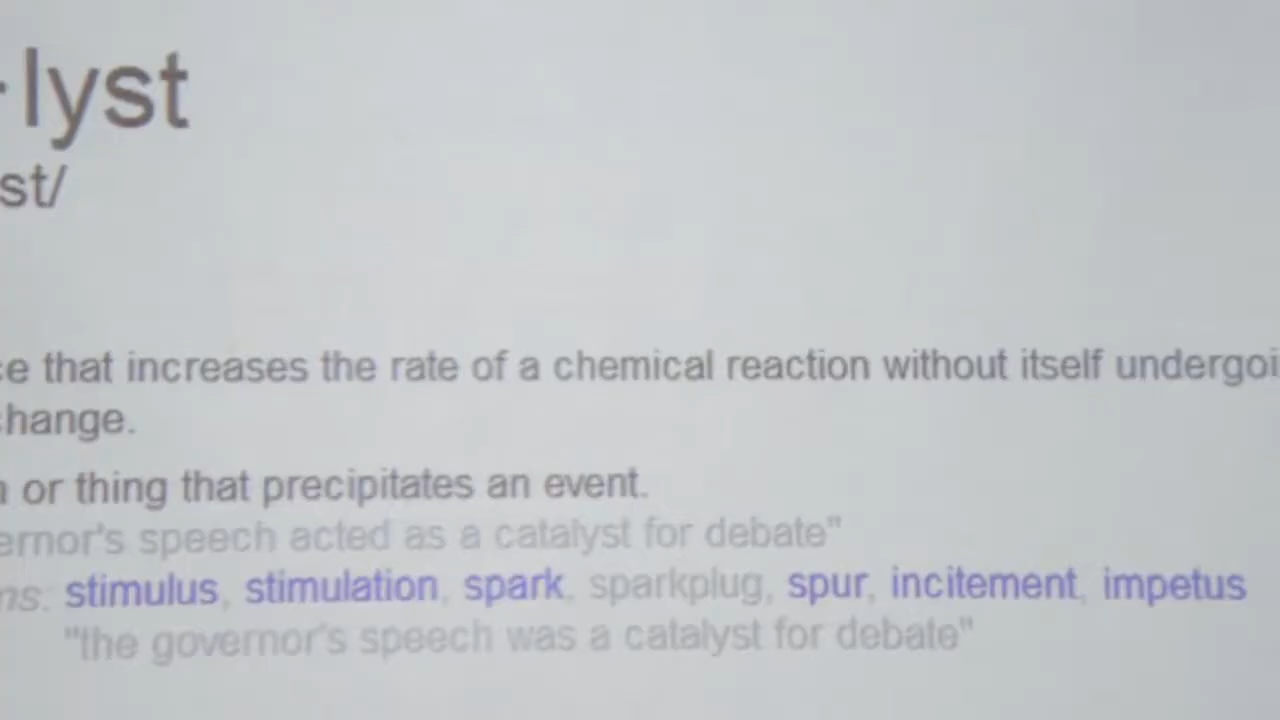 ·lyst
st/
e that increases the rate of a chemical reaction without itself undergoi
change.
or thing that precipitates an event.
ernor's speech acted as a catalyst for debate"
ns: stimulus, stimulation, spark, sparkplug, spur, incitement, impetus
"the governor's speech was a catalyst for debate"